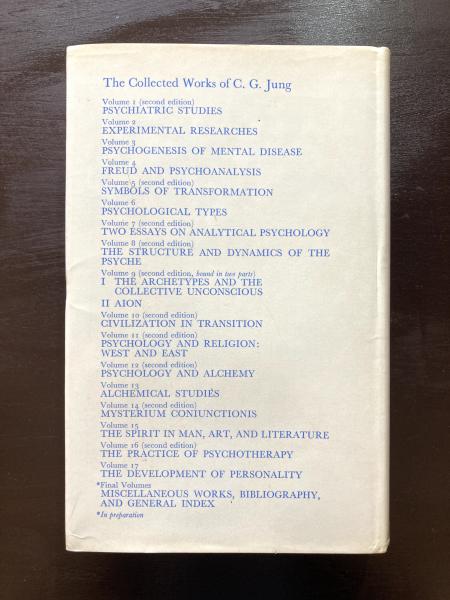 The Collected Works of C. G. Jung
Volume 1 (second edition)
PSYCHIATRIC STUDIES
Volume 2
EXPERIMENTAL RESEARCHES
Volume 3
PSYCHOGENESIS OF MENTAL DISEASE
Volume 4
FREUD AND PSYCHOANALYSIS
Volume 5 (second edition)
SYMBOLS OF TRANSFORMATION
Volume 6
PSYCHOLOGICAL TYPES
Volume 7 (second edition)
TWO ESSAYS ON ANALYTICAL PSYCHOLOGY
Volume 8 (second edition)
THE STRUCTURE AND DYNAMICS OF THE
PSYCHE
Volume 9 (second edition, bound in two parts)
I THE ARCHETYPES AND THE
COLLECTIVE UNCONSCIOUS
II AION
Volume 10 (second edition)
CIVILIZATION IN TRANSITION
Volume 11 (second edition)
PSYCHOLOGY AND RELIGION:
WEST AND EAST
Volume 12 (second edition)
PSYCHOLOGY AND ALCHEMY
Volume 13
ALCHEMICAL STUDIES
Volume 14 (second edition)
MYSTERIUM CONIUNCTIONIS
Volume 15
THE SPIRIT IN MAN, ART, AND LITERATURE
Volume 16 (second edition)
THE PRACTICE OF PSYCHOTHERAPY
Volume 17
THE DEVELOPMENT OF PERSONALITY
*Final Volumes
MISCELLANEOUS WORKS, BIBLIOGRAPHY,
AND GENERAL INDEX
*In preparation